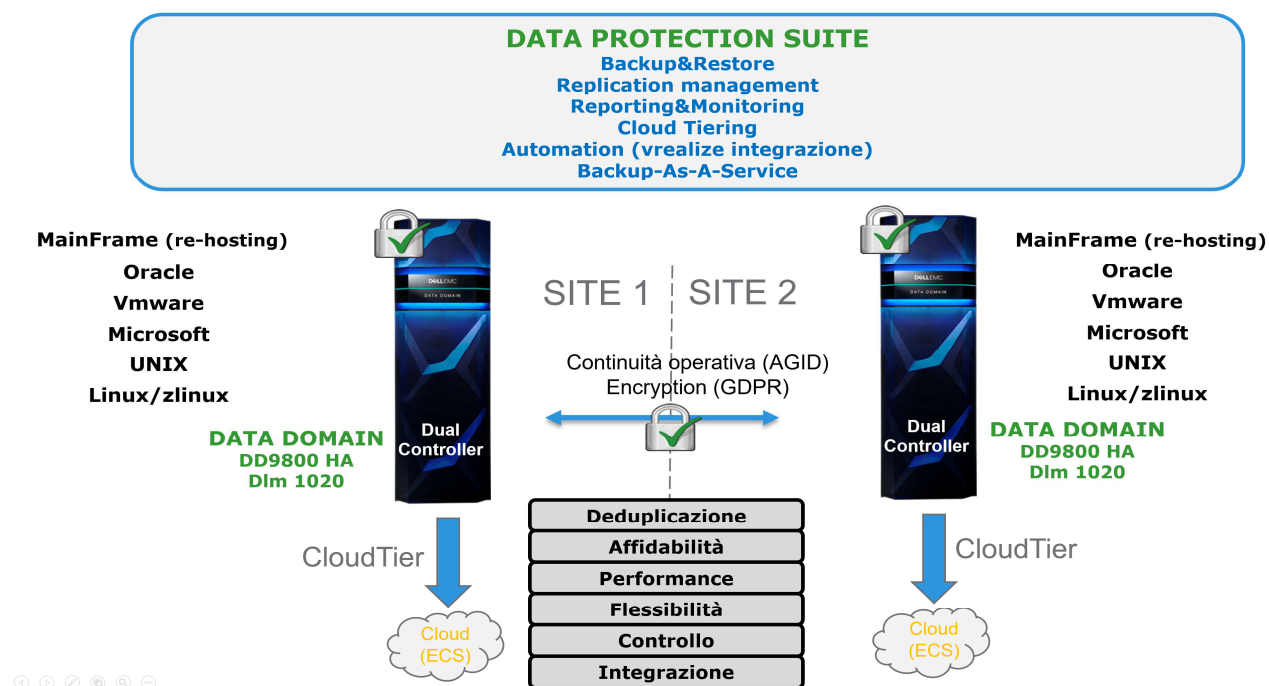 DATA PROTECTION SUITE
Backup&Restore
Replication management
Reporting&Monitoring
Cloud Tiering
Automation (vrealize integrazione)
Backup-As-A-Service
MainFrame (re-hosting)
Oracle
Vmware
Microsoft
UNIX
Linux/zlinux
DATA DOMAIN
DD9800 HA
Dlm 1020
DELLEMC
DATA DOMAIN
Dual
Controller
SITE 1
SITE 2
Continuità operativa (AGID)
Encryption (GDPR)
DELLEMC
DATA DOMAIN
Dual
Controller
MainFrame (re-hosting)
Oracle
Vmware
Microsoft
UNIX
Linux/zlinux
DATA DOMAIN
DD9800 HA
Dlm 1020
Deduplicazione
Affidabilità
Performance
Flessibilità
Controllo
Integrazione
CloudTier
Cloud
(ECS)
CloudTier
Cloud
(ECS)